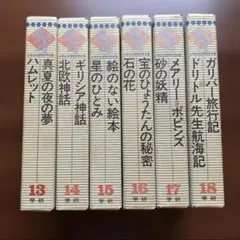 真夏の夜の夢
ハムレット
13
学研
ギリシア神話
北欧神話
14
学研
絵のない絵本
星のひとみ
15
学研
宝のひょうたんの秘密
石の花
16
学研
メアリー・ポピンズ
砂の妖精
17
学研
ガリバー旅行記
ドリトル先生航海記
18
学研